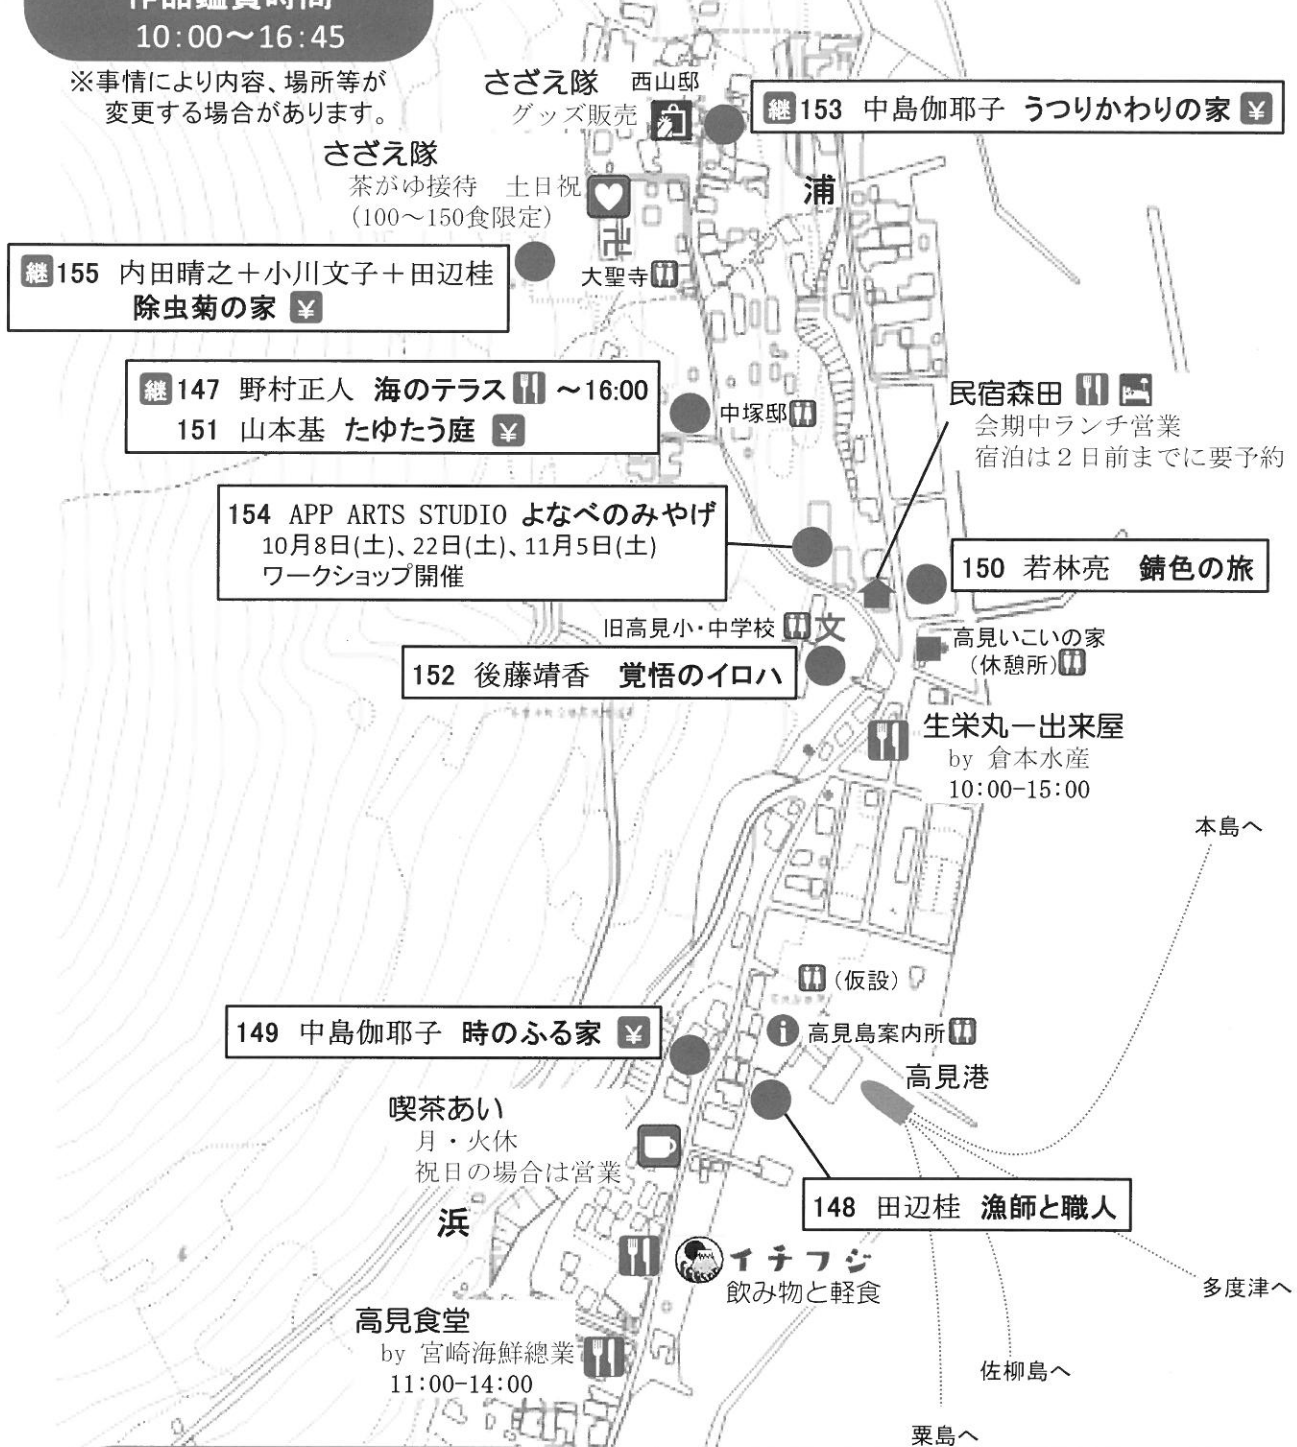 作品鑑賞時間
10:00～16:45
※事情により内容、場所等が
変更する場合があります。
さざえ隊 西山邸
グッズ販売
継 153 中島伽耶子 うつりかわりの家 ¥
さざえ隊
茶がゆ接待 土日祝
(100～150食限定)
浦
卍
大聖寺
継 155 内田晴之＋小川文子＋田辺桂
除虫菊の家 ¥
継 147 野村正人 海のテラス ～16:00
151 山本基 たゆたう庭 ¥
中塚邸
民宿森田
会期中ランチ営業
宿泊は２日前までに要予約
154 APP ARTS STUDIO よなべのみやげ
10月8日(土)、22日(土)、11月5日(土)
ワークショップ開催
150 若林亮 錆色の旅
旧高見小・中学校 文
高見いこいの家
(休憩所)
152 後藤靖香 覚悟のイロハ
生栄丸－出来屋
by 倉本水産
10:00-15:00
本島へ
(仮設)
149 中島伽耶子 時のふる家 ¥
i 高見島案内所
高見港
喫茶あい
月・火休
祝日の場合は営業
148 田辺桂 漁師と職人
浜
イチフジ
飲み物と軽食
多度津へ
高見食堂
by 宮崎海鮮總業
11:00-14:00
佐柳島へ
粟島へ